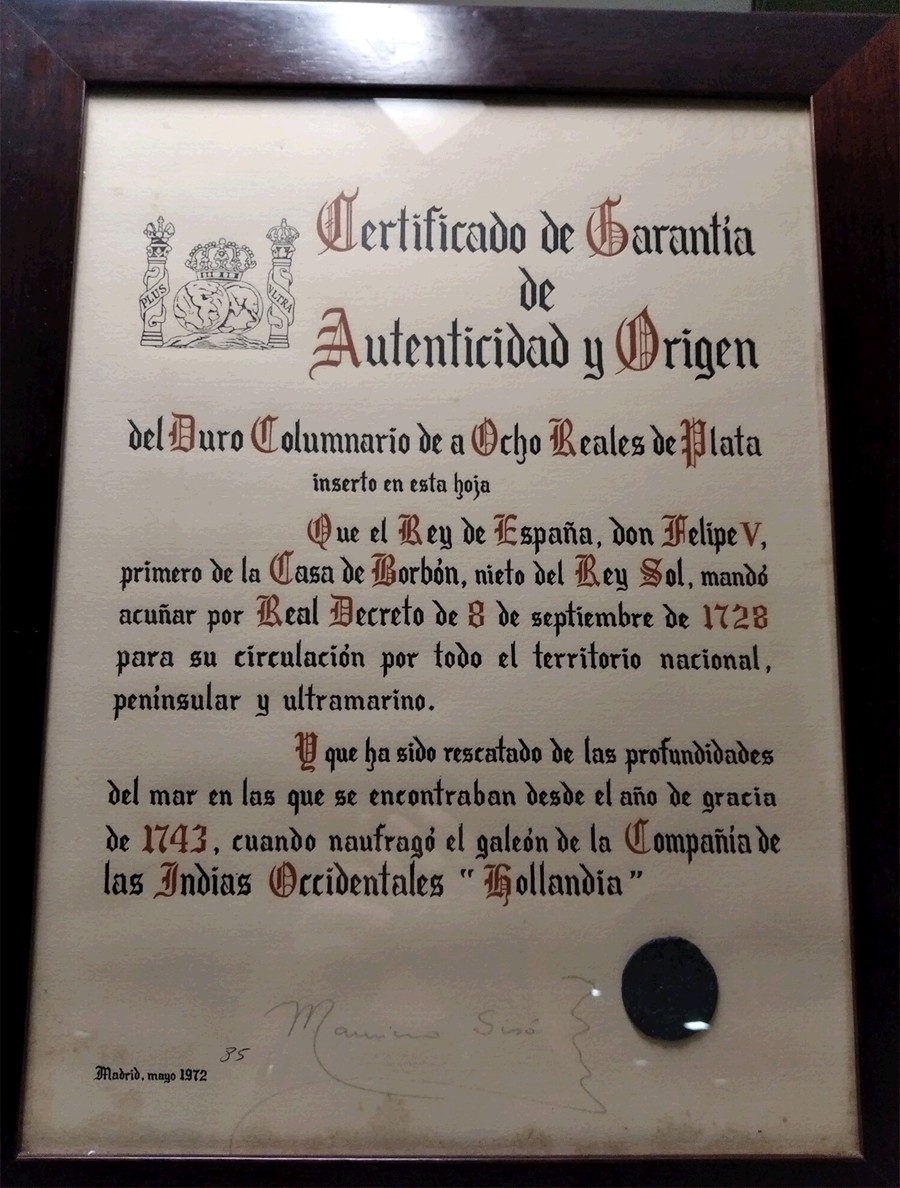 PLUS
VLTRA
Certificado de Garantía
de
Autenticidad y Origen
del Duro Columnario de a Ocho Reales de Plata
inserto en esta hoja
Que el Rey de España, don Felipe V,
primero de la Casa de Borbón, nieto del Rey Sol, mandó
acuñar por Real Decreto de 8 de septiembre de 1728
para su circulación por todo el territorio nacional,
peninsular y ultramarino.
Y que ha sido rescatado de las profundidades
del mar en las que se encontraban desde el año de gracia
de 1743, cuando naufragó el galeón de la Compañía de
las Indias Occidentales “Hollandia”
35
Madrid, mayo 1972